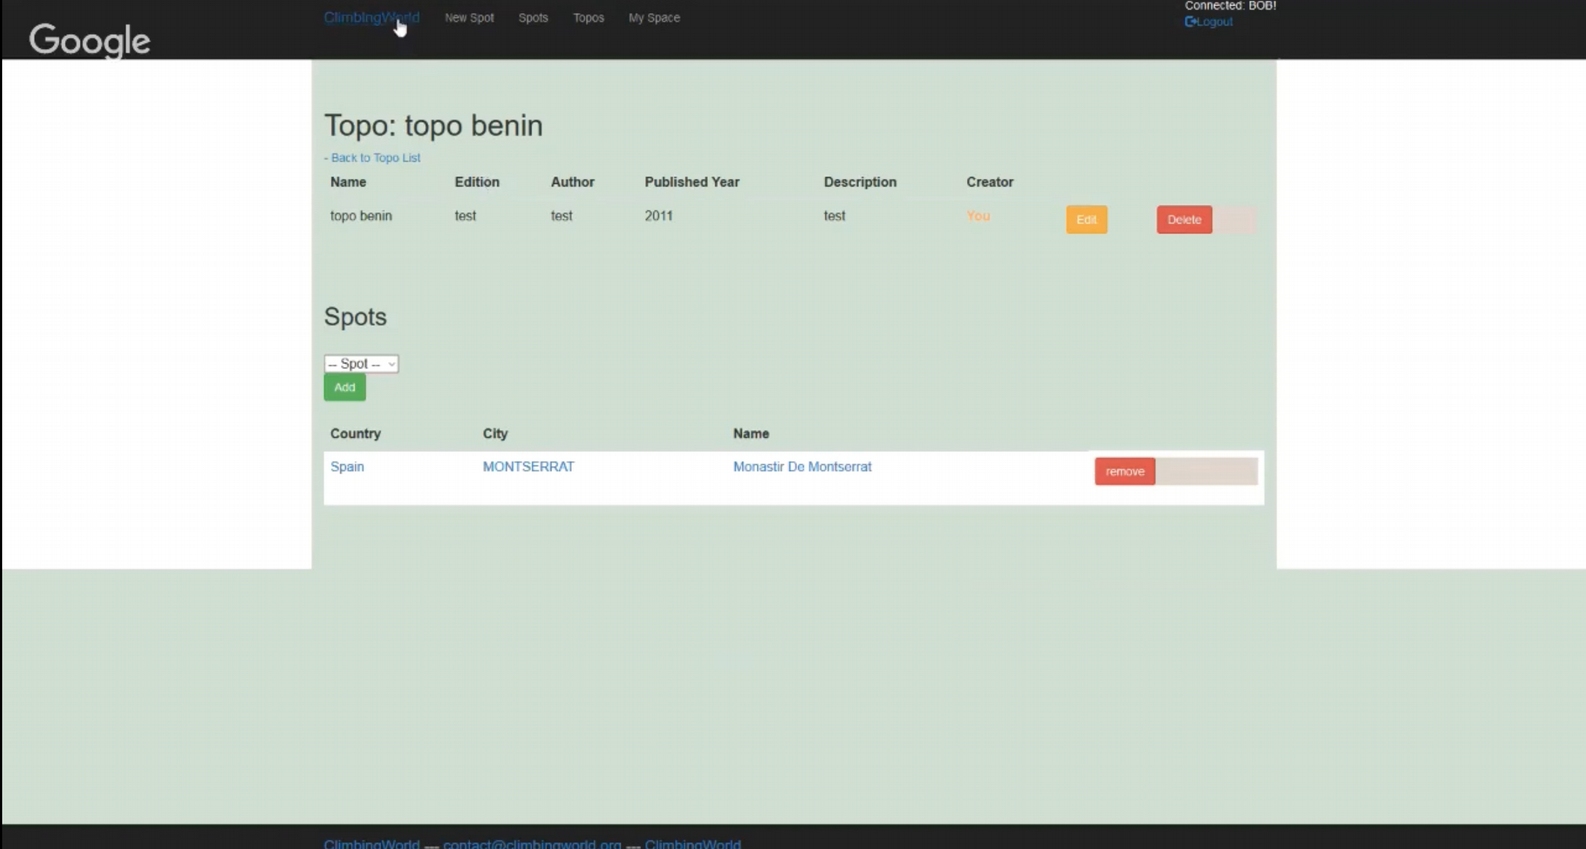 Google
ClimbingWorld New Spot Spots Topos My Space
Connected: BOB!
Logout
Topo: topo benin
- Back to Topo List
Name Edition Author Published Year Description Creator
topo benin test test 2011 test You Edit Delete
Spots
-- Spot --
Add
Country City Name
Spain MONTSERRAT Monastir De Montserrat remove
ClimbingWorld --- contact@climbingworld.org --- ClimbingWorld